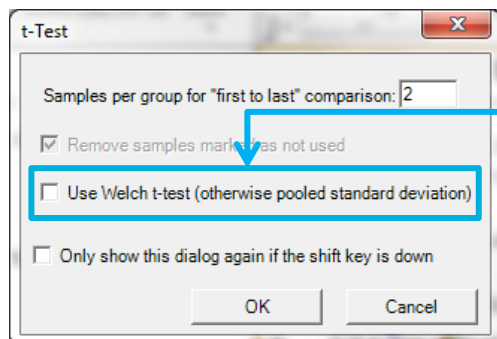 t-Test
Samples per group for "first to last" comparison: 2
Remove samples marked as not used
Use Welch t-test (otherwise pooled standard deviation)
Only show this dialog again if the shift key is down
OK Cancel